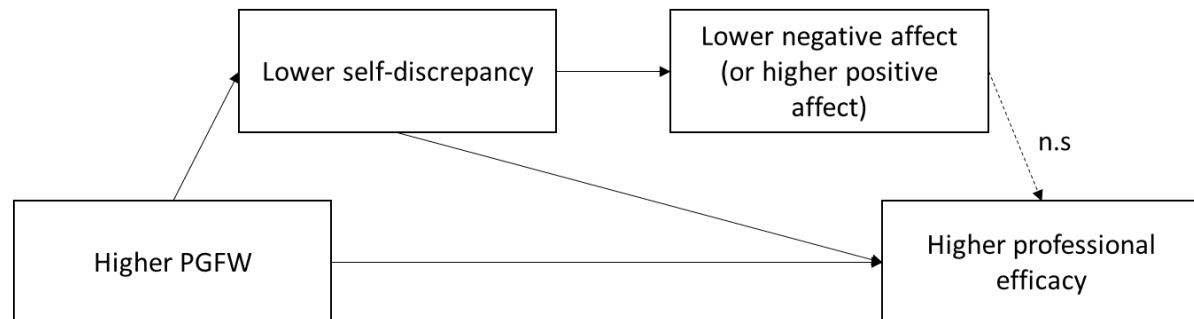 Lower self-discrepancy
Lower negative affect
(or higher positive
affect)
n.s
Higher PGFW
Higher professional
efficacy